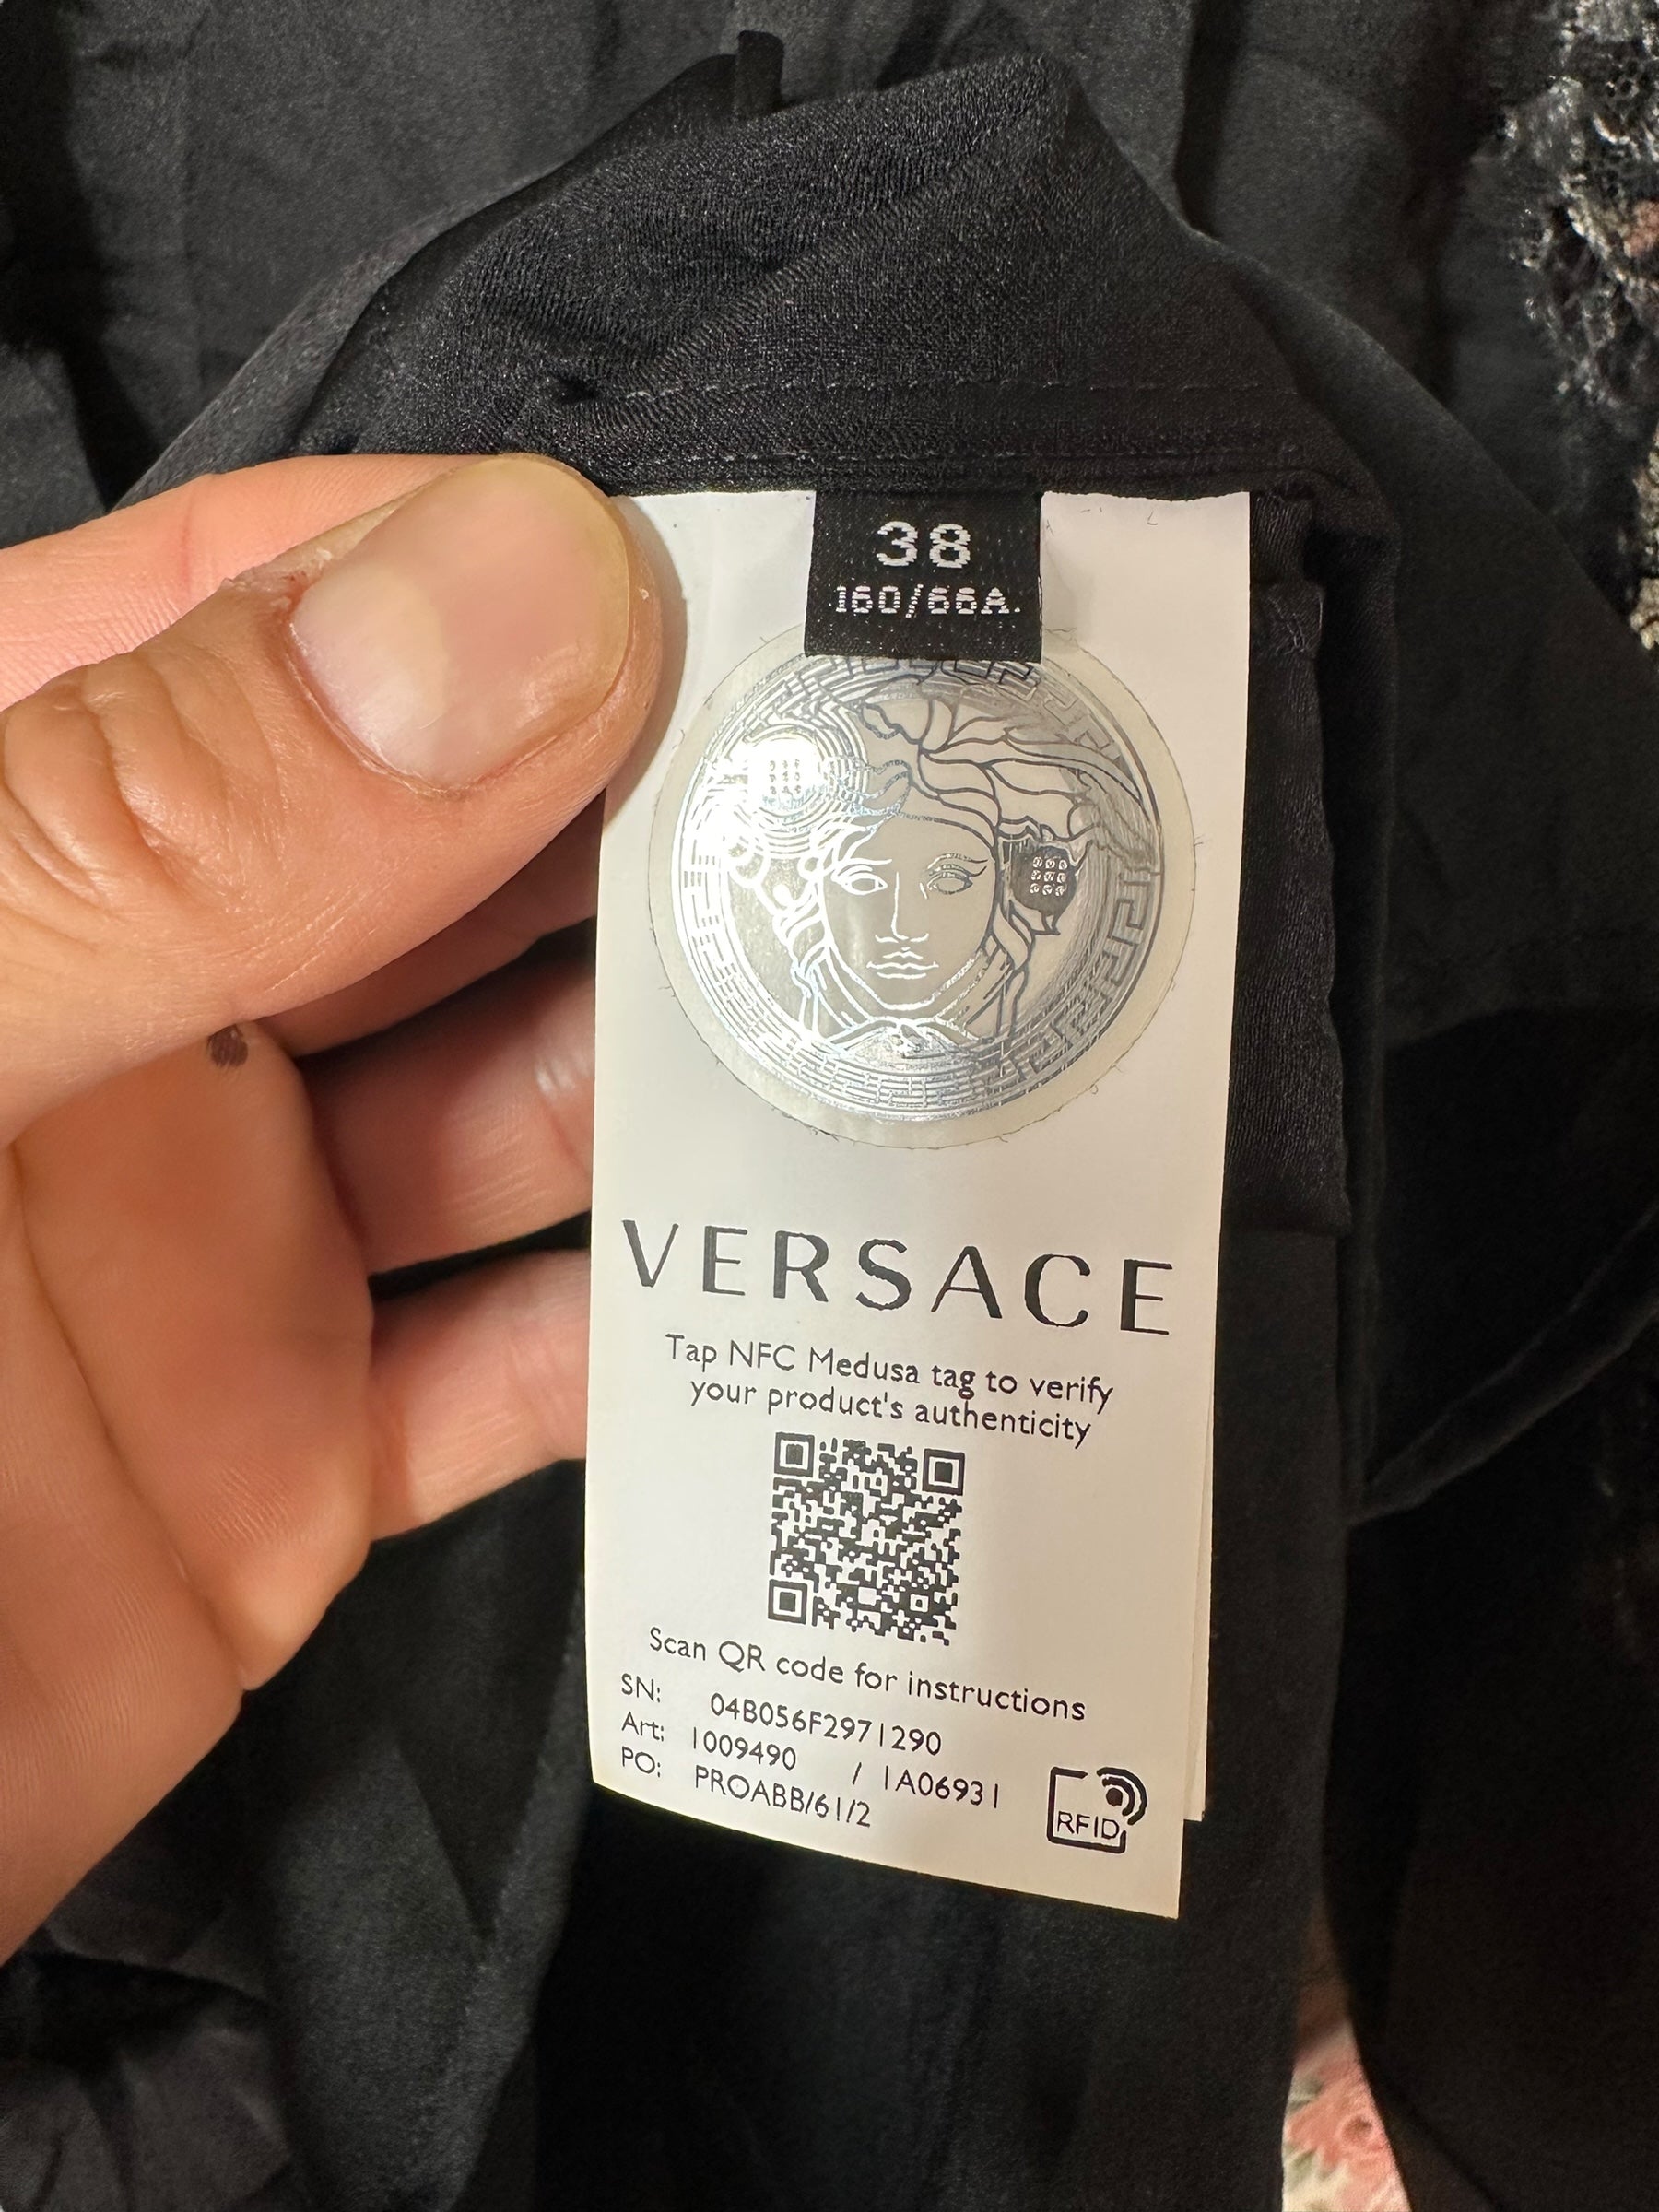 38
160/66A.
VERSACE
Tap NFC Medusa tag to verify
your product's authenticity
Scan QR code for instructions
SN: 04B056F2971290
Art: 1009490 / 1A06931
PO: PROABB/61/2
RFID